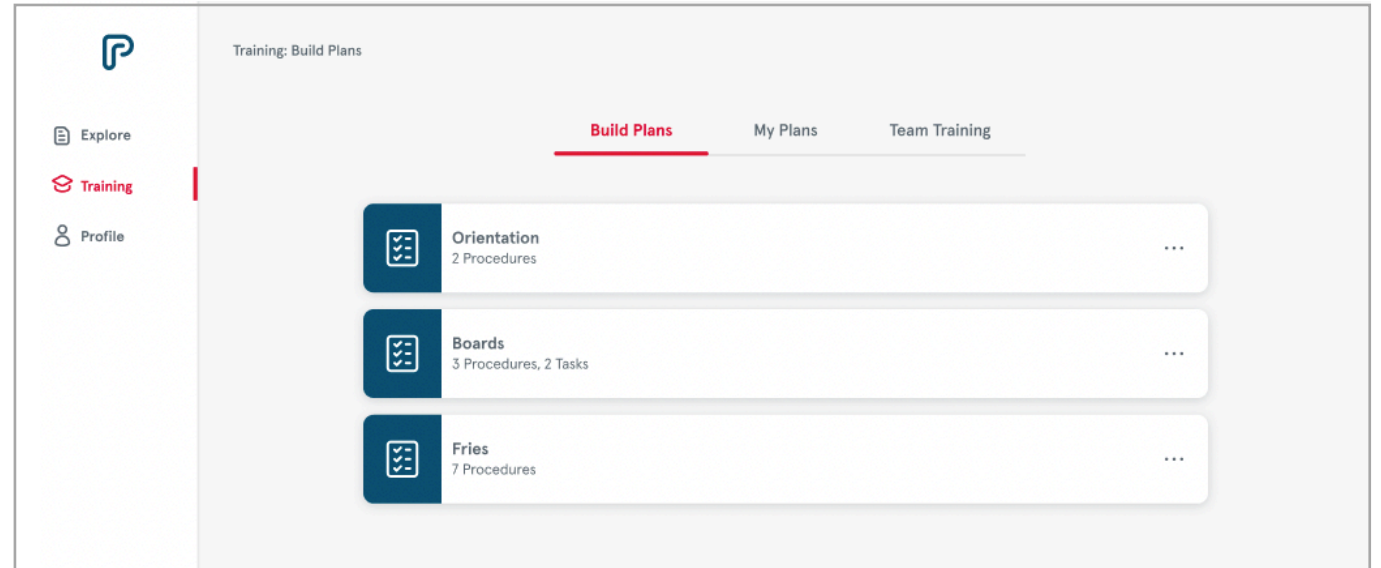 Training: Build Plans
Explore
Training
Profile
Build Plans
My Plans
Team Training
Orientation
2 Procedures
Boards
3 Procedures, 2 Tasks
Fries
7 Procedures